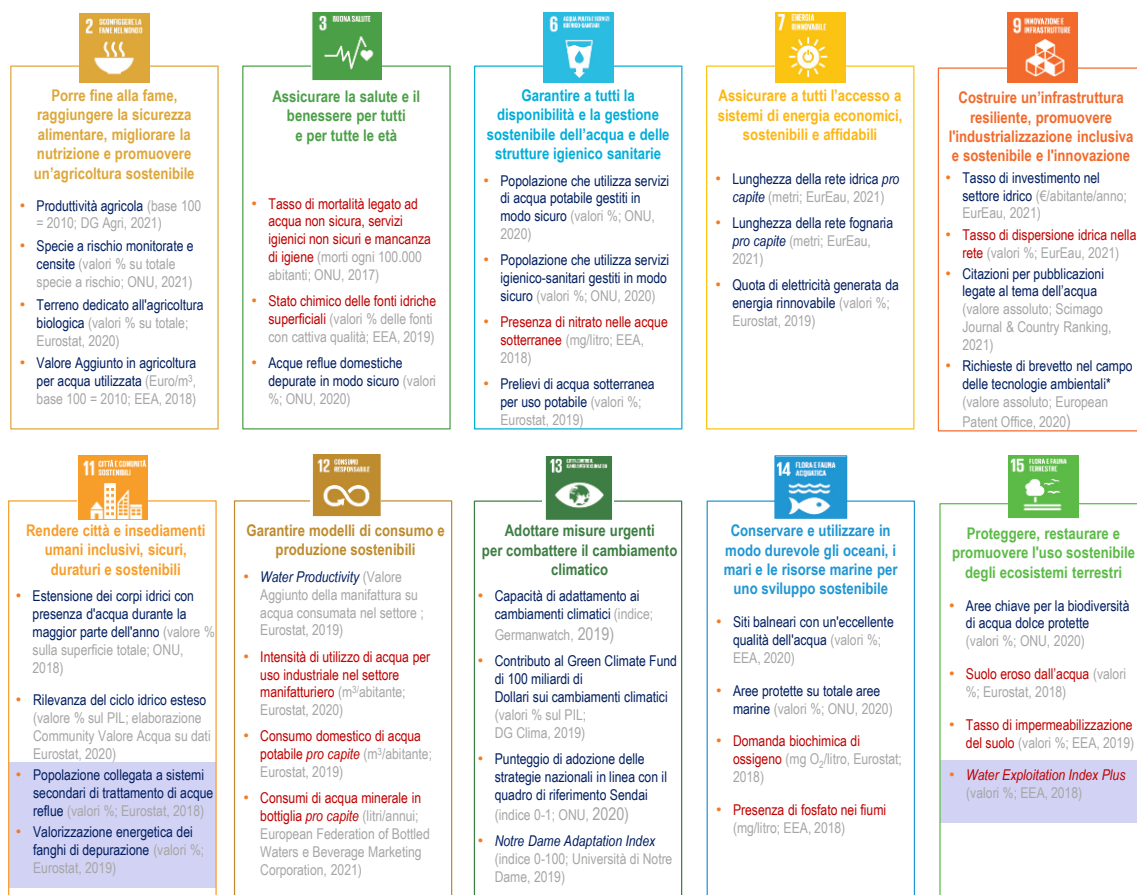 2 SCONFIGGERE LA
FAME NEL MONDO
Porre fine alla fame,
raggiungere la sicurezza
alimentare, migliorare la
nutrizione e promuovere
un'agricoltura sostenibile
• Produttività agricola (base 100
= 2010; DG Agri, 2021)
• Specie a rischio monitorate e
censite (valori % su totale
specie a rischio; ONU, 2021)
• Terreno dedicato all'agricoltura
biologica (valori % su totale;
Eurostat, 2020)
• Valore Aggiunto in agricoltura
per acqua utilizzata (Euro/m³,
base 100 = 2010; EEA, 2018)
3 BUONA SALUTE
Assicurare la salute e il
benessere per tutti
e per tutte le età
• Tasso di mortalità legato ad
acqua non sicura, servizi
igienici non sicuri e mancanza
di igiene (morti ogni 100.000
abitanti; ONU, 2017)
• Stato chimico delle fonti idriche
superficiali (valori % delle fonti
con cattiva qualità; EEA, 2019)
• Acque reflue domestiche
depurate in modo sicuro (valori
%; ONU, 2020)
6 ACQUA PULITA E SERVIZI
IGIENICO-SANITARI
Garantire a tutti la
disponibilità e la gestione
sostenibile dell'acqua e delle
strutture igienico sanitarie
• Popolazione che utilizza servizi
di acqua potabile gestiti in
modo sicuro (valori %; ONU,
2020)
• Popolazione che utilizza servizi
igienico-sanitari gestiti in modo
sicuro (valori %; ONU, 2020)
• Presenza di nitrato nelle acque
sotterranee (mg/litro; EEA,
2018)
• Prelievi di acqua sotterranea
per uso potabile (valori %;
Eurostat, 2019)
7 ENERGIA
RINNOVABILE
Assicurare a tutti l'accesso a
sistemi di energia economici,
sostenibili e affidabili
• Lunghezza della rete idrica pro
capite (metri; EurEau, 2021)
• Lunghezza della rete fognaria
pro capite (metri; EurEau,
2021)
• Quota di elettricità generata da
energia rinnovabile (valori %;
Eurostat, 2019)
9 INNOVAZIONE E
INFRASTRUTTURE
Costruire un'infrastruttura
resiliente, promuovere
l'industrializzazione inclusiva
e sostenibile e l'innovazione
• Tasso di investimento nel
settore idrico (€/abitante/anno;
EurEau, 2021)
• Tasso di dispersione idrica nella
rete (valori %; EurEau, 2021)
• Citazioni per pubblicazioni
legate al tema dell'acqua
(valore assoluto; Scimago
Journal & Country Ranking,
2021)
• Richieste di brevetto nel campo
delle tecnologie ambientali*
(valore assoluto; European
Patent Office, 2020)
11 CITTÀ E COMUNITÀ
SOSTENIBILI
Rendere città e insediamenti
umani inclusivi, sicuri,
duraturi e sostenibili
• Estensione dei corpi idrici con
presenza d'acqua durante la
maggior parte dell'anno (valore %
sulla superficie totale; ONU,
2018)
• Rilevanza del ciclo idrico esteso
(valore % sul PIL; elaborazione
Community Valore Acqua su dati
Eurostat, 2020)
• Popolazione collegata a sistemi
secondari di trattamento di acque
reflue (valori %; Eurostat, 2018)
• Valorizzazione energetica dei
fanghi di depurazione (valori %;
Eurostat, 2019)
12 CONSUMO
RESPONSABILE
Garantire modelli di consumo e
produzione sostenibili
• Water Productivity (Valore
Aggiunto della manifattura su
acqua consumata nel settore ;
Eurostat, 2019)
• Intensità di utilizzo di acqua per
uso industriale nel settore
manifatturiero (m³/abitante;
Eurostat, 2020)
• Consumo domestico di acqua
potabile pro capite (m³/abitante;
Eurostat, 2019)
• Consumi di acqua minerale in
bottiglia pro capite (litri/annui;
European Federation of Bottled
Waters e Beverage Marketing
Corporation, 2021)
13
Adottare misure urgenti
per combattere il cambiamento
climatico
• Capacità di adattamento ai
cambiamenti climatici (indice;
Germanwatch, 2019)
• Contributo al Green Climate Fund
di 100 miliardi di
Dollari sui cambiamenti climatici
(valori % sul PIL;
DG Clima, 2019)
• Punteggio di adozione delle
strategie nazionali in linea con il
quadro di riferimento Sendai
(indice 0-1; ONU, 2020)
• Notre Dame Adaptation Index
(indice 0-100; Università di Notre
Dame, 2019)
14 FLORA E FAUNA
ACQUATICA
Conservare e utilizzare in
modo durevole gli oceani, i
mari e le risorse marine per
uno sviluppo sostenibile
• Siti balneari con un'eccellente
qualità dell'acqua (valori %;
EEA, 2020)
• Aree protette su totale aree
marine (valori %; ONU, 2020)
• Domanda biochimica di
ossigeno (mg O₂/litro, Eurostat;
2018)
• Presenza di fosfato nei fiumi
(mg/litro; EEA, 2018)
15 FLORA E FAUNA
TERRESTRE
Proteggere, restaurare e
promuovere l'uso sostenibile
degli ecosistemi terrestri
• Aree chiave per la biodiversità
di acqua dolce protette
(valori %; ONU, 2020)
• Suolo eroso dall'acqua (valori
%; Eurostat, 2018)
• Tasso di impermeabilizzazione
del suolo (valori %; EEA, 2019)
• Water Exploitation Index Plus
(valori %; EEA, 2018)